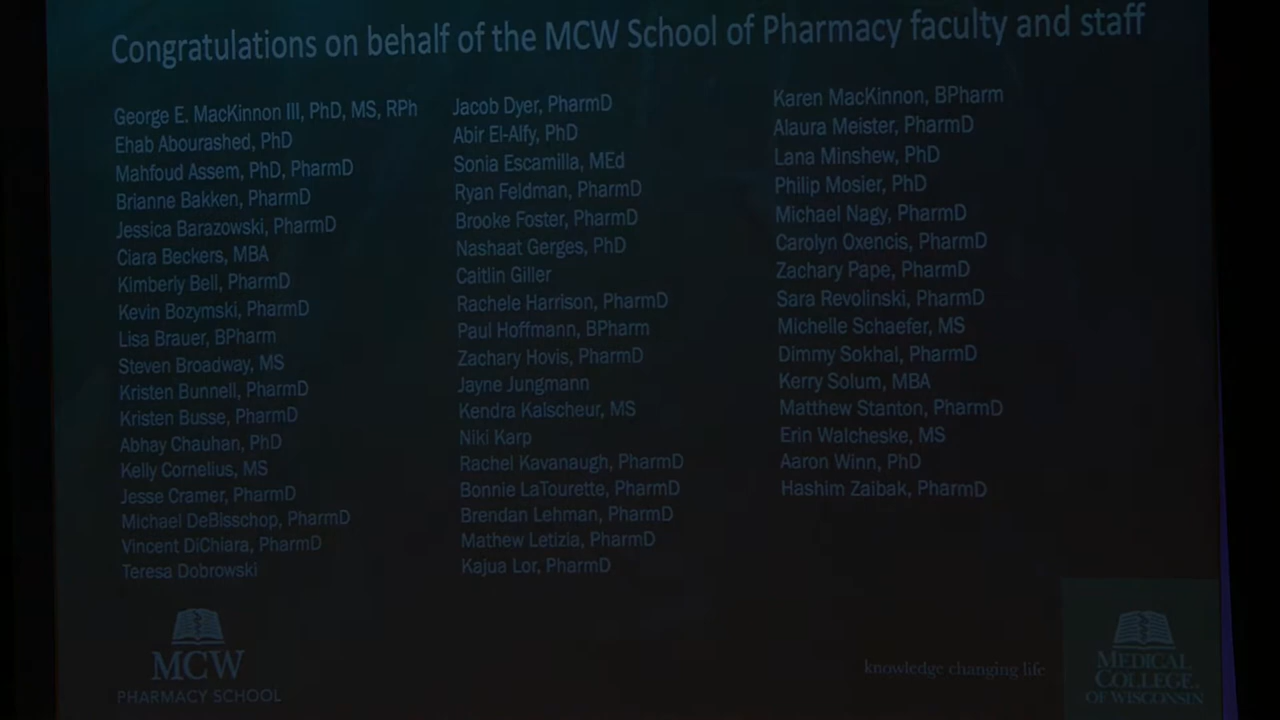 Congratulations on behalf of the MCW School of Pharmacy faculty and staff
George E. MacKinnon III, PhD, MS, RPh
Ehab Abourashed, PhD
Mahfoud Assem, PhD, PharmD
Brianne Bakken, PharmD
Jessica Barazowski, PharmD
Ciara Beckers, MBA
Kimberly Bell, PharmD
Kevin Bozymski, PharmD
Lisa Brauer, BPharm
Steven Broadway, MS
Kristen Bunnell, PharmD
Kristen Busse, PharmD
Abhay Chauhan, PhD
Kelly Cornelius, MS
Jesse Cramer, PharmD
Michael DeBisschop, PharmD
Vincent DiChiara, PharmD
Teresa Dobrowski
Jacob Dyer, PharmD
Abir El-Alfy, PhD
Sonia Escamilla, MEd
Ryan Feldman, PharmD
Brooke Foster, PharmD
Nashaat Gerges, PhD
Caitlin Giller
Rachele Harrison, PharmD
Paul Hoffmann, BPharm
Zachary Hovis, PharmD
Jayne Jungmann
Kendra Kalscheur, MS
Niki Karp
Rachel Kavanaugh, PharmD
Bonnie LaTourette, PharmD
Brendan Lehman, PharmD
Mathew Letizia, PharmD
Kajua Lor, PharmD
Karen MacKinnon, BPharm
Alaura Meister, PharmD
Lana Minshew, PhD
Philip Mosier, PhD
Michael Nagy, PharmD
Carolyn Oxencis, PharmD
Zachary Pape, PharmD
Sara Revolinski, PharmD
Michelle Schaefer, MS
Dimmy Sokhal, PharmD
Kerry Solum, MBA
Matthew Stanton, PharmD
Erin Walcheske, MS
Aaron Winn, PhD
Hashim Zaibak, PharmD
MCW
PHARMACY SCHOOL
knowledge changing life
MEDICAL
COLLEGE
OF WISCONSIN